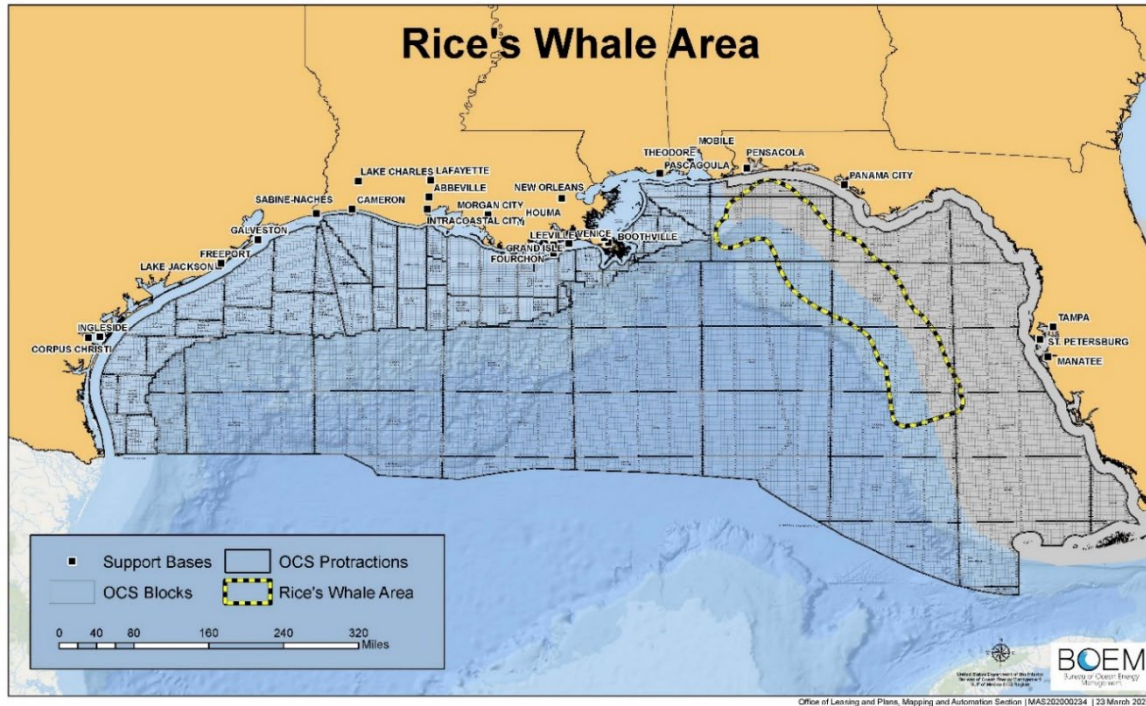 Rice's Whale Area
MOBILE
THEODORE
PASCAGOULA
PENSACOLA
PANAMA CITY
LAKE CHARLES
LAFAYETTE
ABBEVILLE
NEW ORLEANS
MORGAN CITY
HOUMA
SABINE-NACHES
CAMERON
INTRACOASTAL CITY
LEEVILLE
VENICE
BOOTHVILLE
GRAND ISLE
FOURCHON
GALVESTON
FREEPORT
LAKE JACKSON
INGLESIDE
CORPUS CHRISTI
TAMPA
ST. PETERSBURG
MANATEE
Support Bases
OCS Protractions
OCS Blocks
Rice's Whale Area
0 40 80 160 240 320
Miles
BOEM
Bureau of Ocean Energy
Management
Office of Leasing and Plans, Mapping and Automation Section | MAS202000234 | 23 March